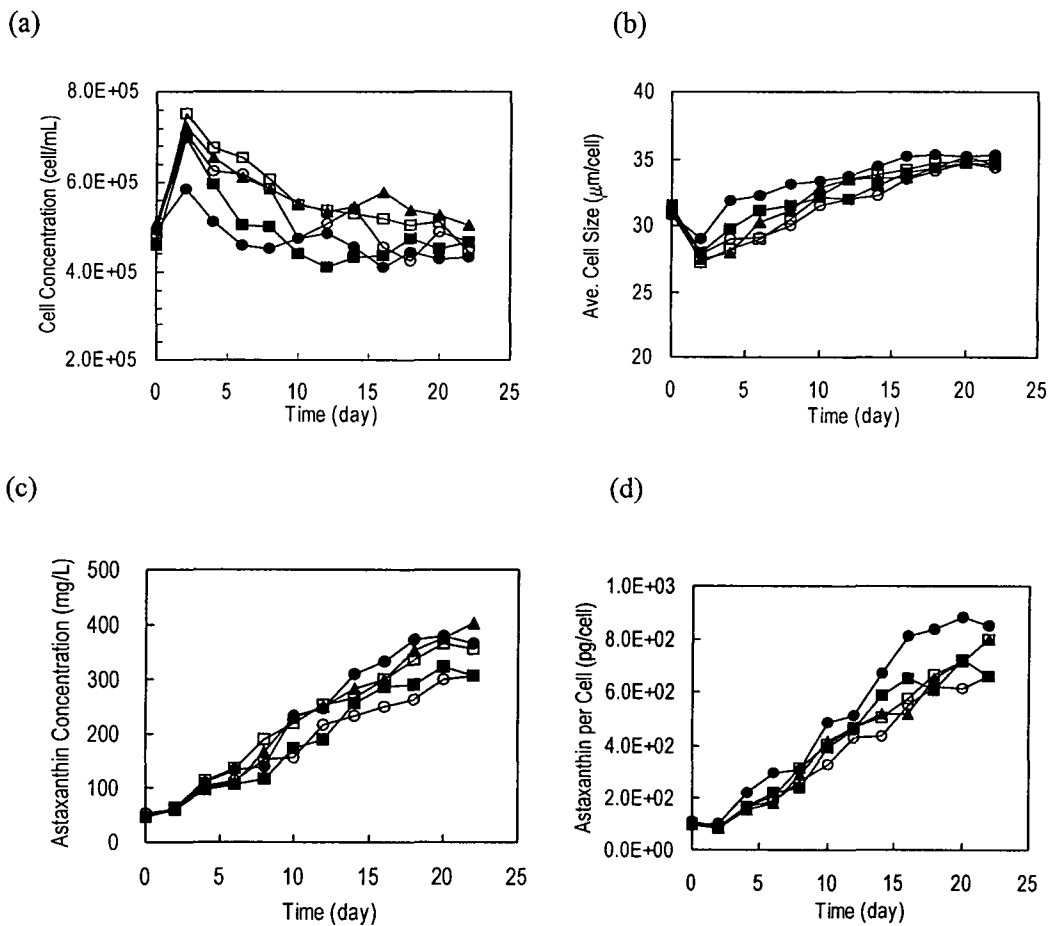 (a)
8.0E+05
6.0E+05
4.0E+05
2.0E+05
Cell Concentration (cell/mL)
0 5 10 15 20 25
Time (day)
(b)
40
35
30
25
20
Ave. Cell Size (μm/cell)
0 5 10 15 20 25
Time (day)
(c)
500
400
300
200
100
0
Astaxanthin Concentration (mg/L)
0 5 10 15 20 25
Time (day)
(d)
1.0E+03
8.0E+02
6.0E+02
4.0E+02
2.0E+02
0.0E+00
Astaxanthin per Cell (pg/cell)
0 5 10 15 20 25
Time (day)